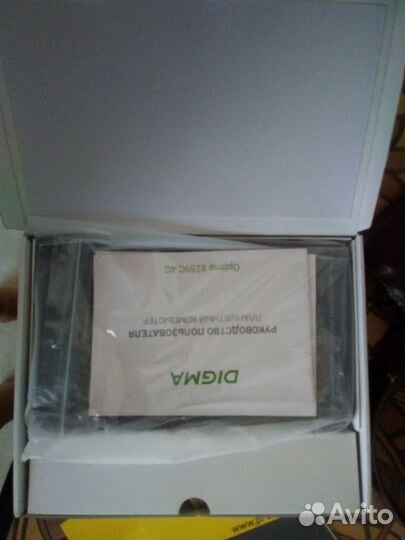 DIGMA
РУКОВОДСТВО ПОЛЬЗОВАТЕЛЯ
ПЛАНШЕТНЫЙ КОМПЬЮТЕР
Optima 8259C 4G
Avito